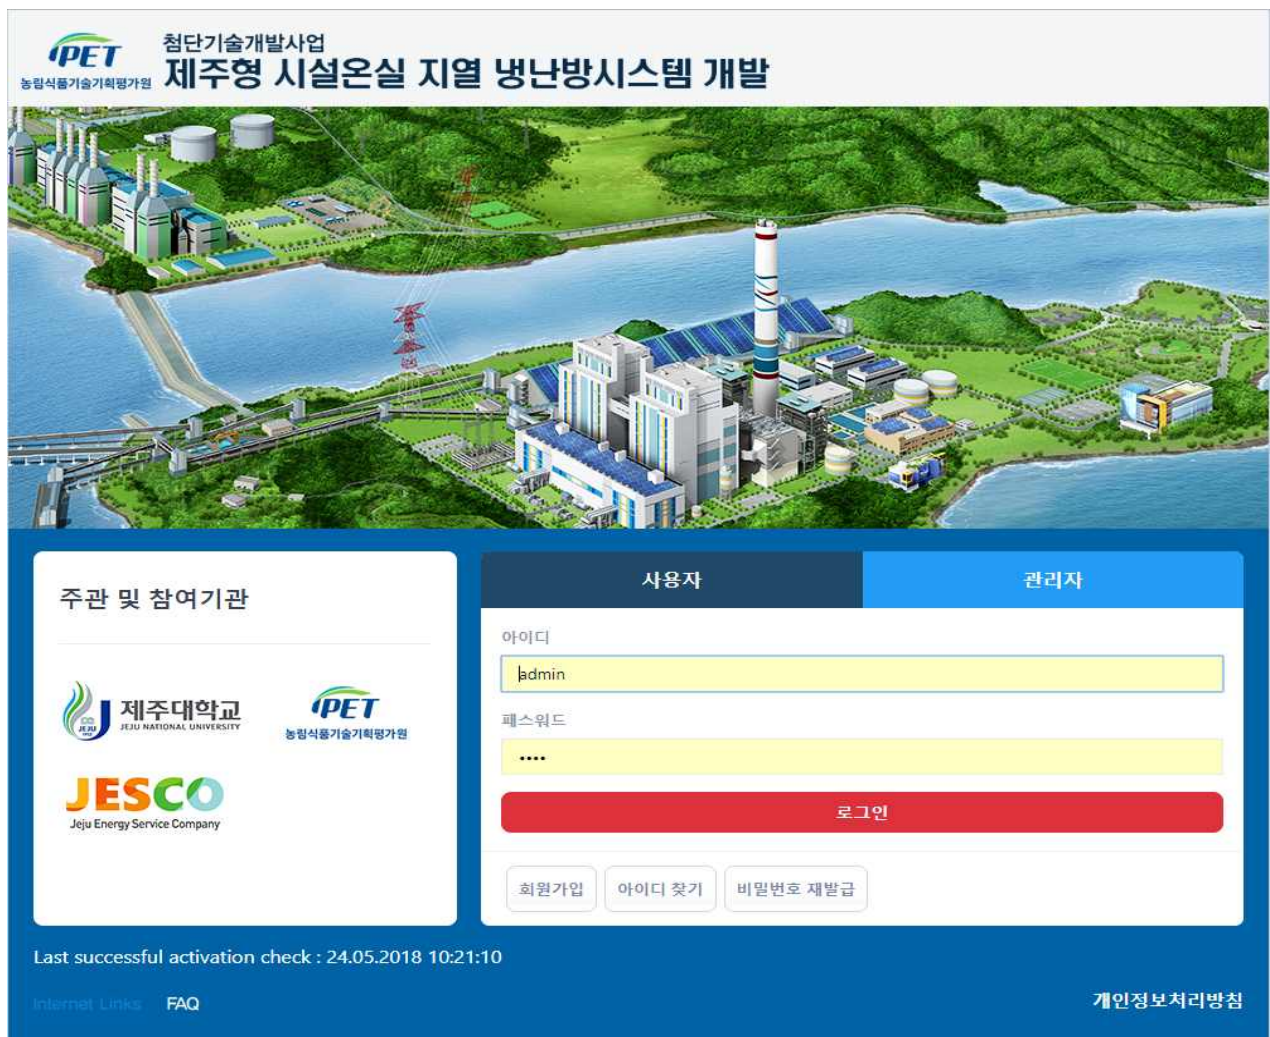 iPET
농림식품기술기획평가원
첨단기술개발사업
제주형 시설온실 지열 냉난방시스템 개발
주관 및 참여기관
제주대학교
JEJU NATIONAL UNIVERSITY
JEJU
1952
iPET
농림식품기술기획평가원
JESCO
Jeju Energy Service Company
사용자 관리자
아이디
admin
패스워드
••••
로그인
회원가입 아이디 찾기 비밀번호 재발급
Last successful activation check : 24.05.2018 10:21:10
Internet Links FAQ
개인정보처리방침